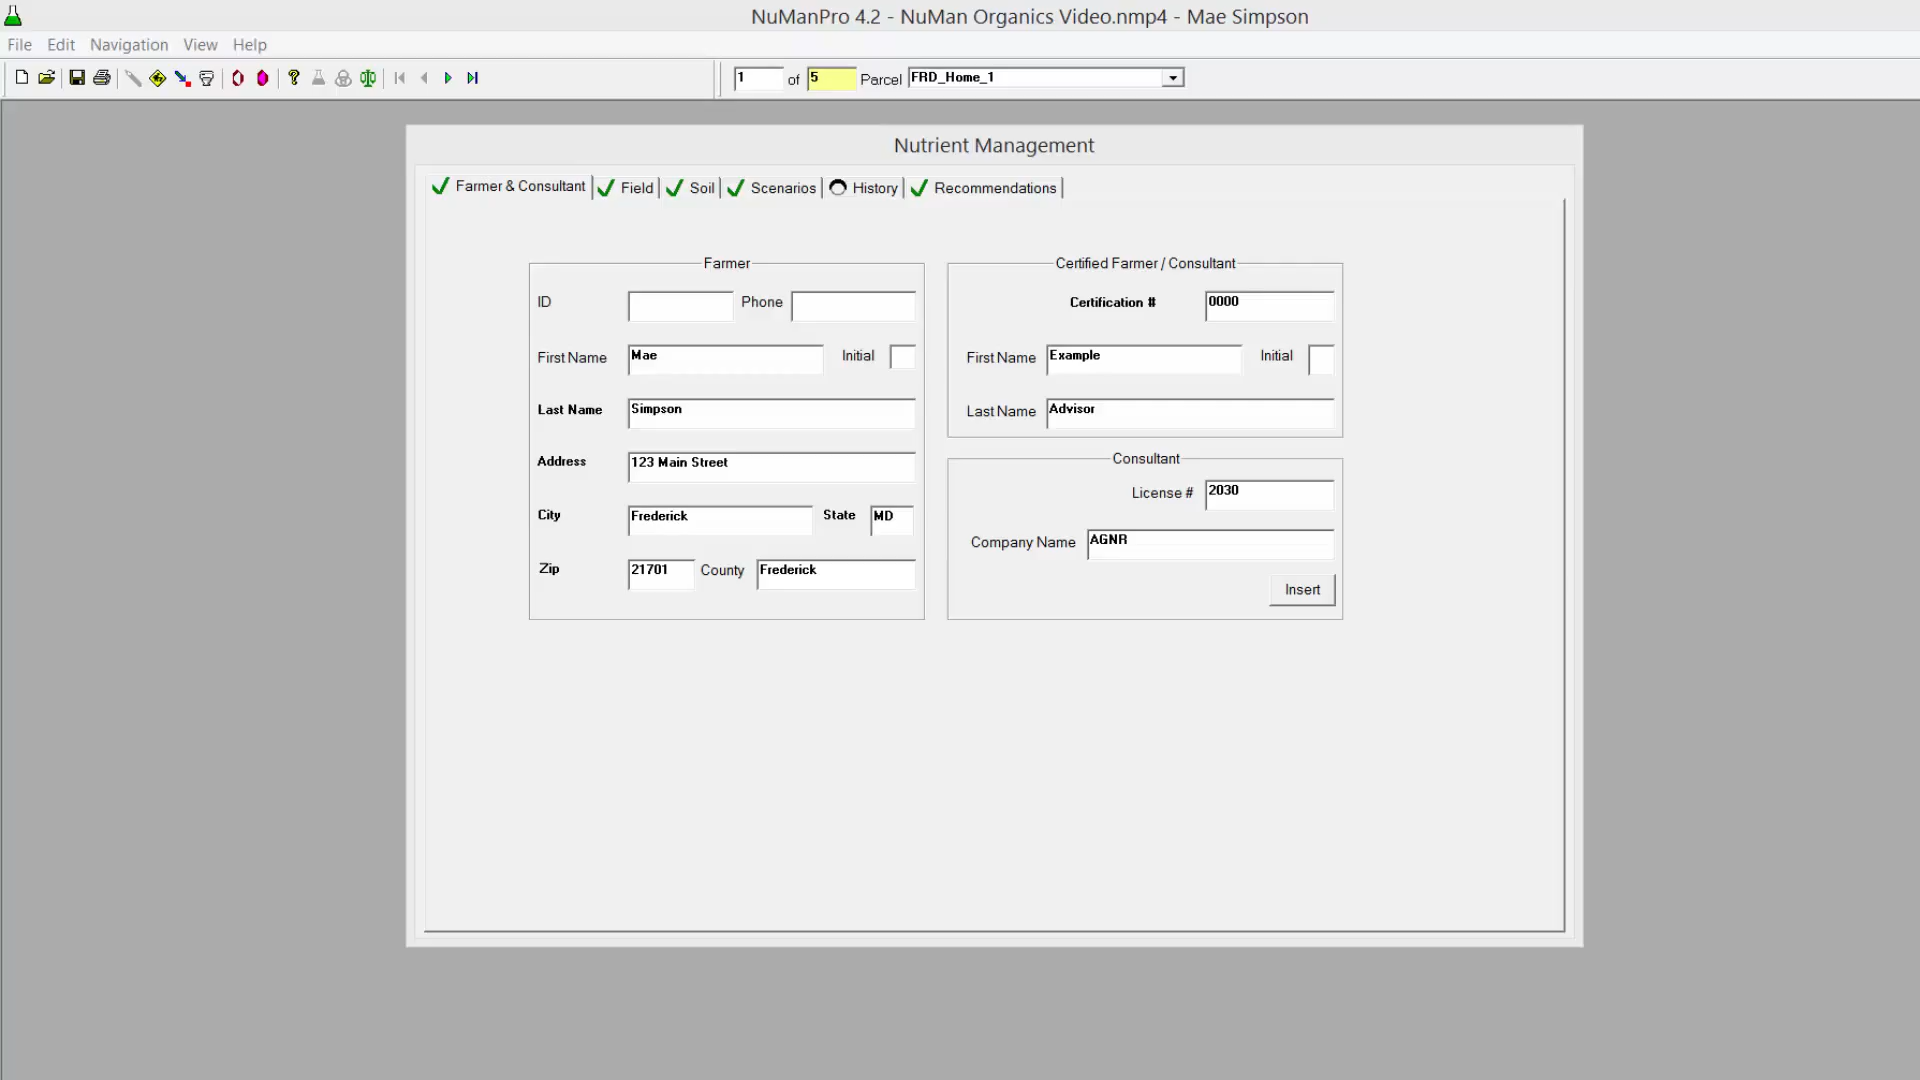 NuManPro 4.2 - NuMan Organics Video.nmp4 - Mae Simpson
File Edit Navigation View Help
1 of 5 Parcel FRD_Home_1
Nutrient Management
Farmer & Consultant Field Soil Scenarios History Recommendations
Farmer
ID Phone
First Name Mae Initial
Last Name Simpson
Address 123 Main Street
City Frederick State MD
Zip 21701 County Frederick
Certified Farmer / Consultant
Certification # 0000
First Name Example Initial
Last Name Advisor
Consultant
License # 2030
Company Name AGNR
Insert